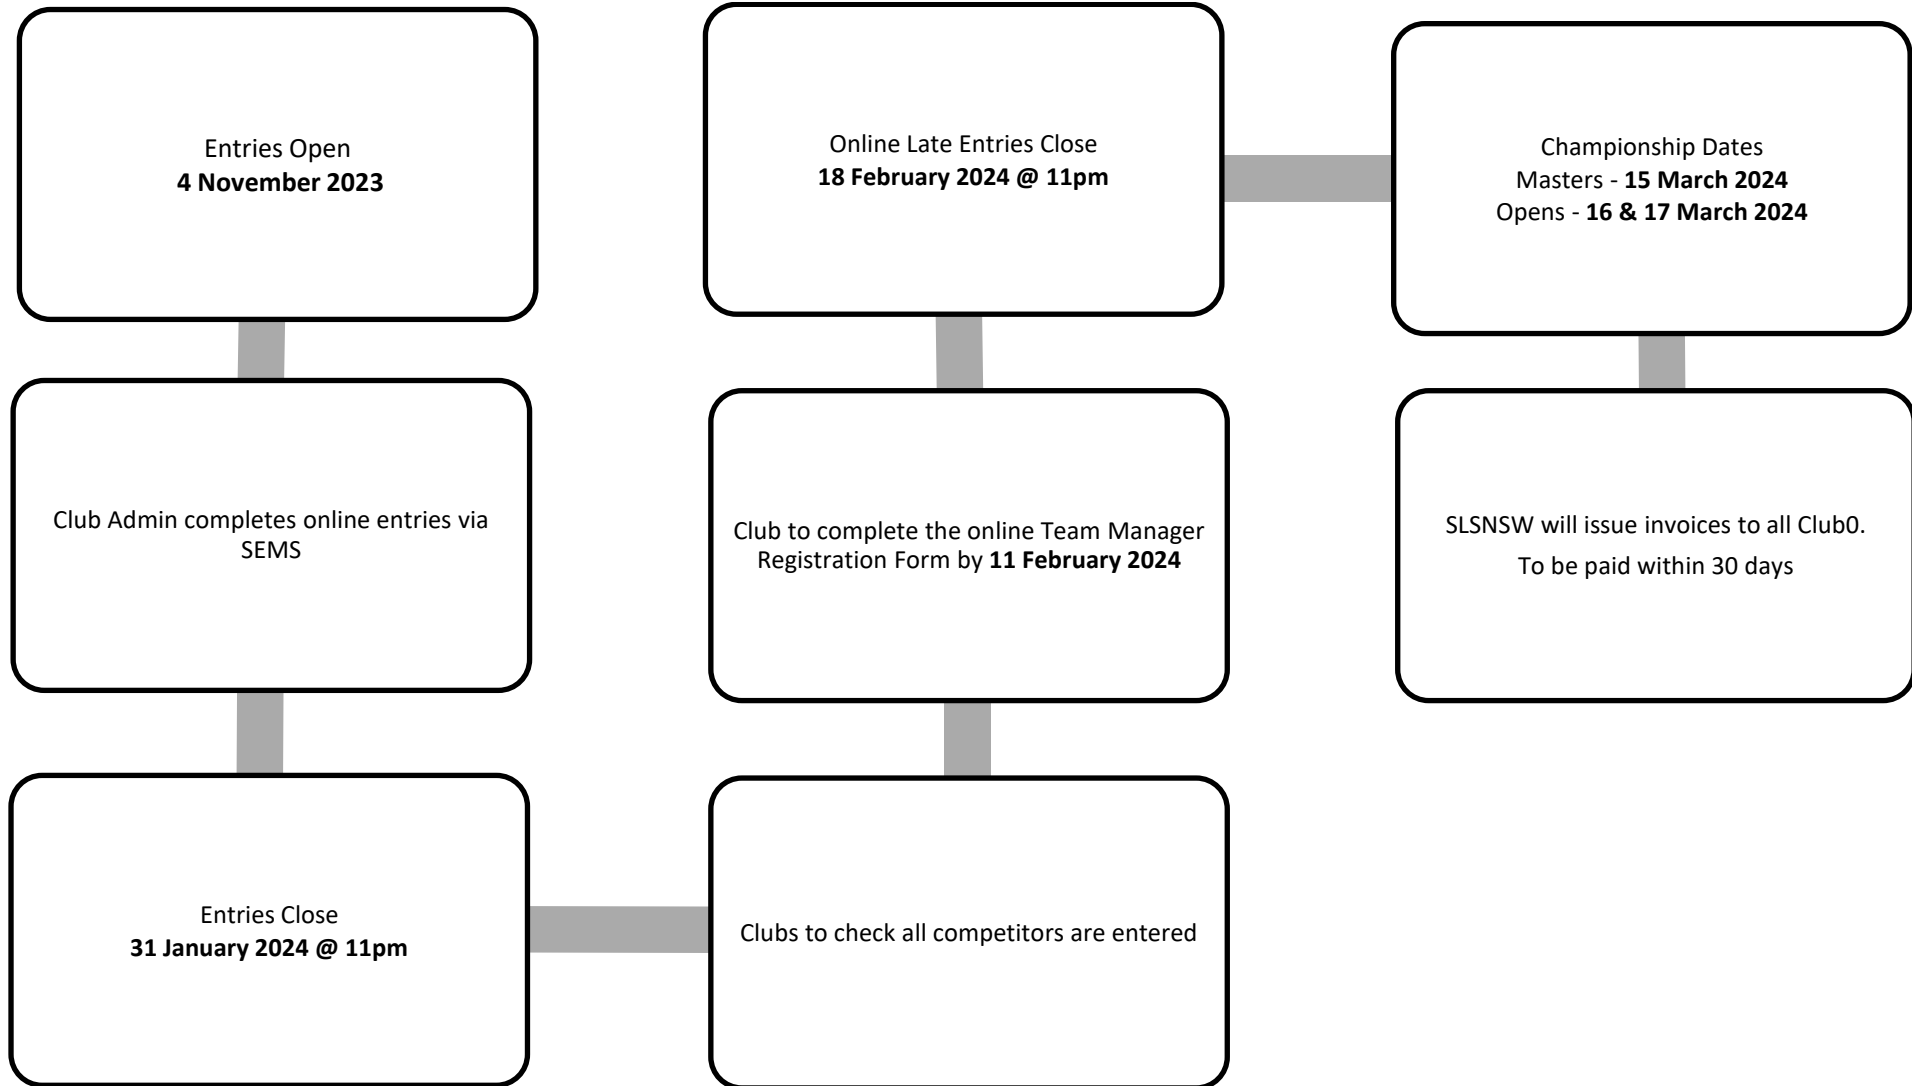 Entries Open
4 November 2023
Club Admin completes online entries via
SEMS
Entries Close
31 January 2024 @ 11pm
Clubs to check all competitors are entered
Club to complete the online Team Manager
Registration Form by 11 February 2024
Online Late Entries Close
18 February 2024 @ 11pm
Championship Dates
Masters - 15 March 2024
Opens - 16 & 17 March 2024
SLSNSW will issue invoices to all Club0.
To be paid within 30 days